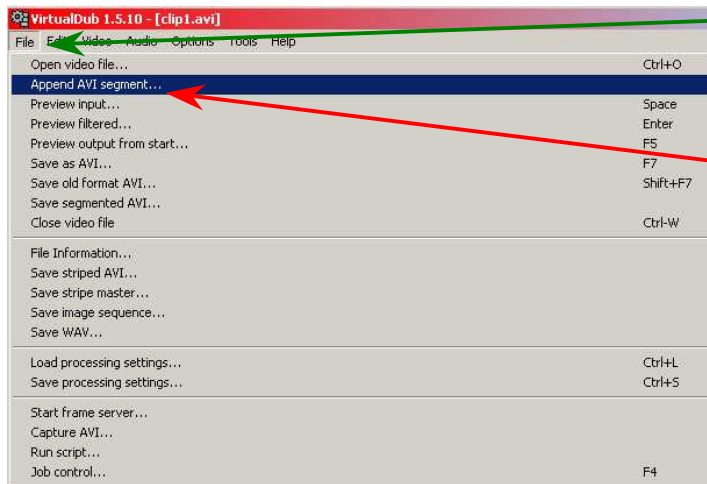 VirtualDub 1.5.10 - [clip1.avi]
File Edit Video Audio Options Tools Help
Open video file... Ctrl+O
Append AVI segment...
Preview input... Space
Preview filtered... Enter
Preview output from start... F5
Save as AVI... F7
Save old format AVI... Shift+F7
Save segmented AVI...
Close video file Ctrl-W
File Information...
Save striped AVI...
Save stripe master...
Save image sequence...
Save WAV...
Load processing settings... Ctrl+L
Save processing settings... Ctrl+S
Start frame server...
Capture AVI...
Run script...
Job control... F4